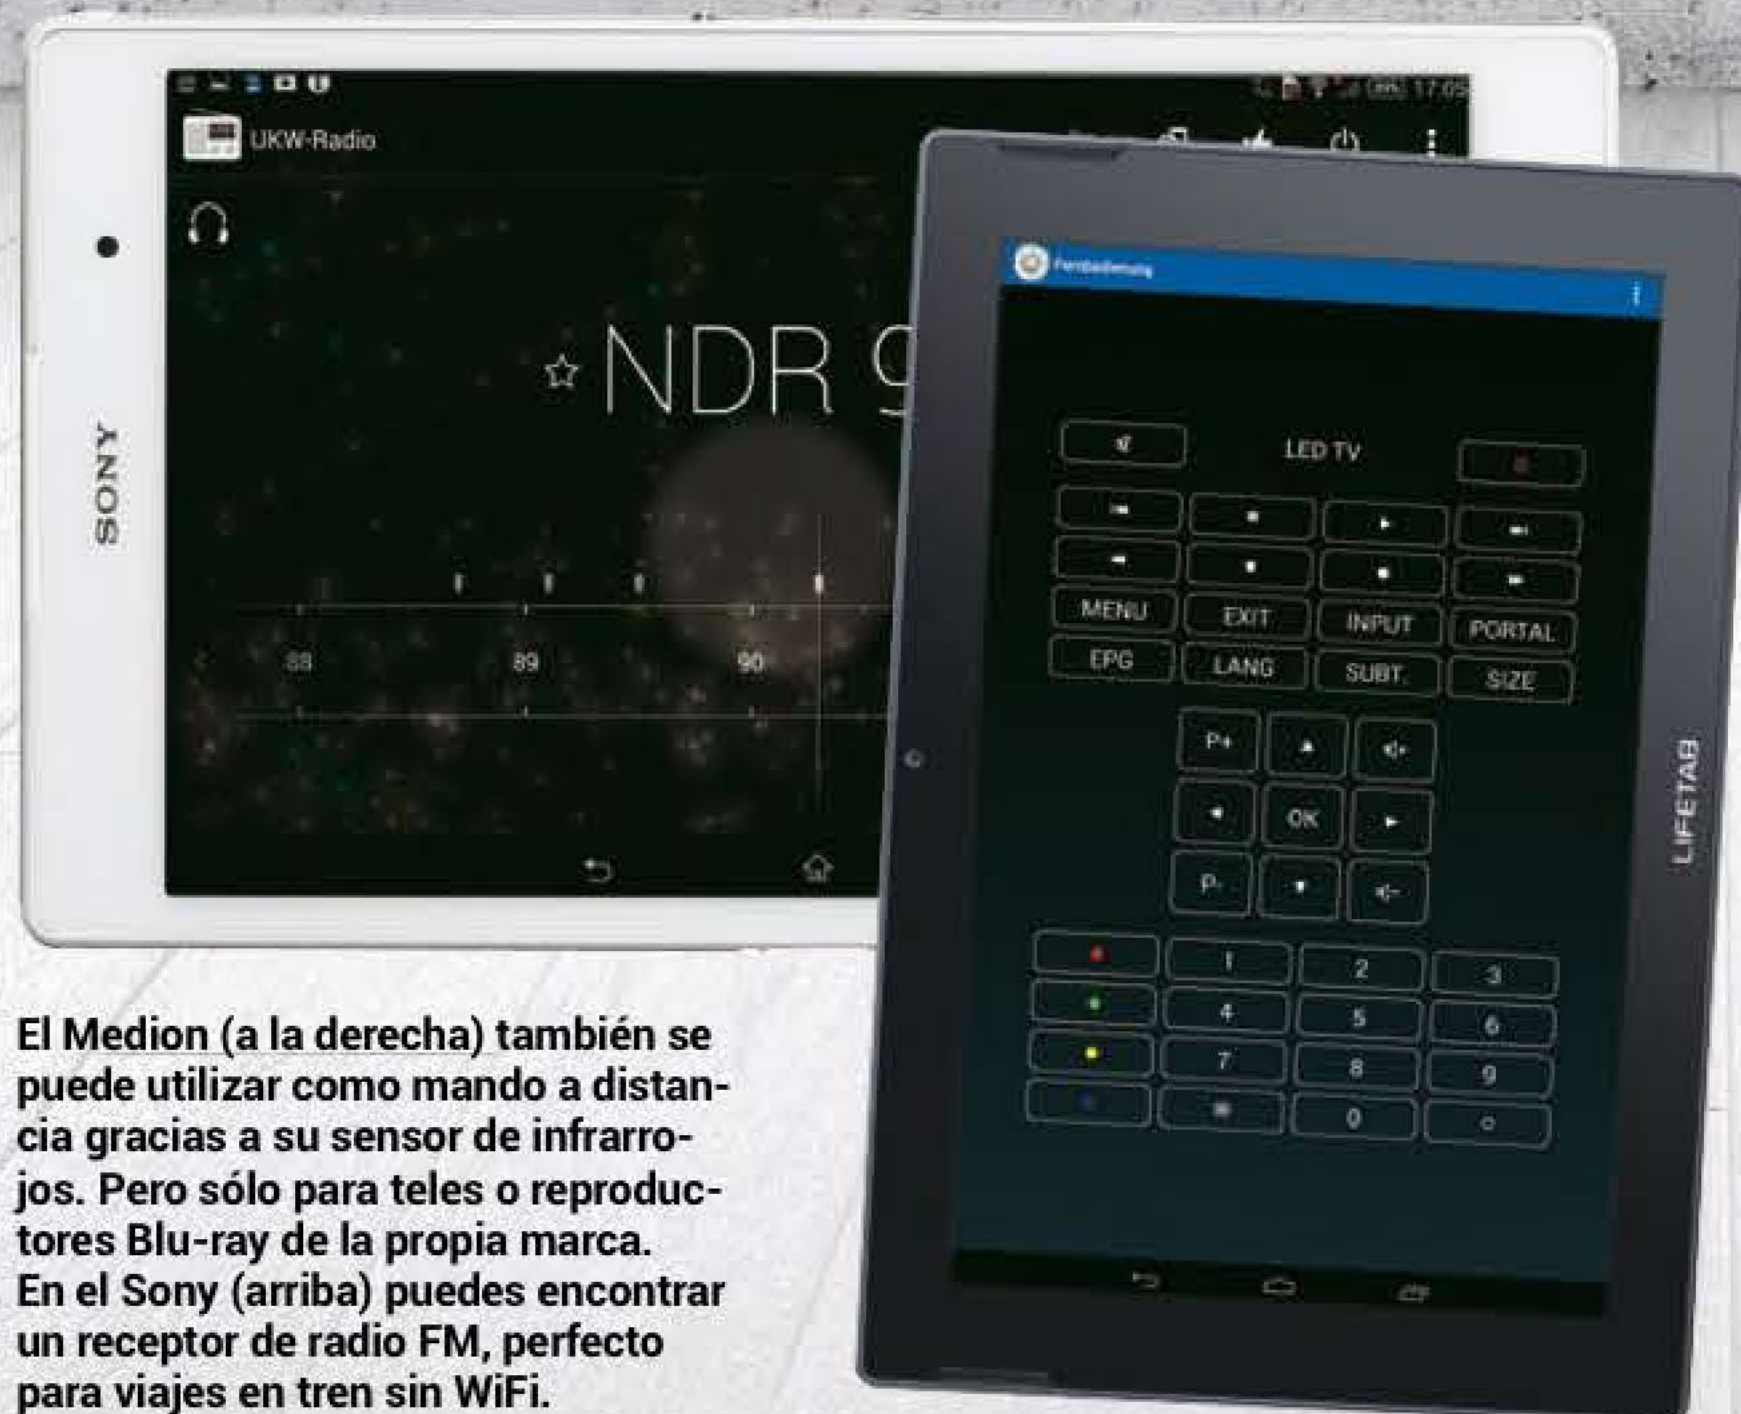 17:05
UKW-Radio
NDR 9
88
89
90
SONY
Fernbedienung
LED TV
MENU EXIT INPUT PORTAL
EPG LANG SUBT. SIZE
P+
OK
P-
1 2 3
4 5 6
7 8 9
0
LIFETAB
El Medion (a la derecha) también se
puede utilizar como mando a distan-
cia gracias a su sensor de infrarro-
jos. Pero sólo para teles o reproduc-
tores Blu-ray de la propia marca.
En el Sony (arriba) puedes encontrar
un receptor de radio FM, perfecto
para viajes en tren sin WiFi.